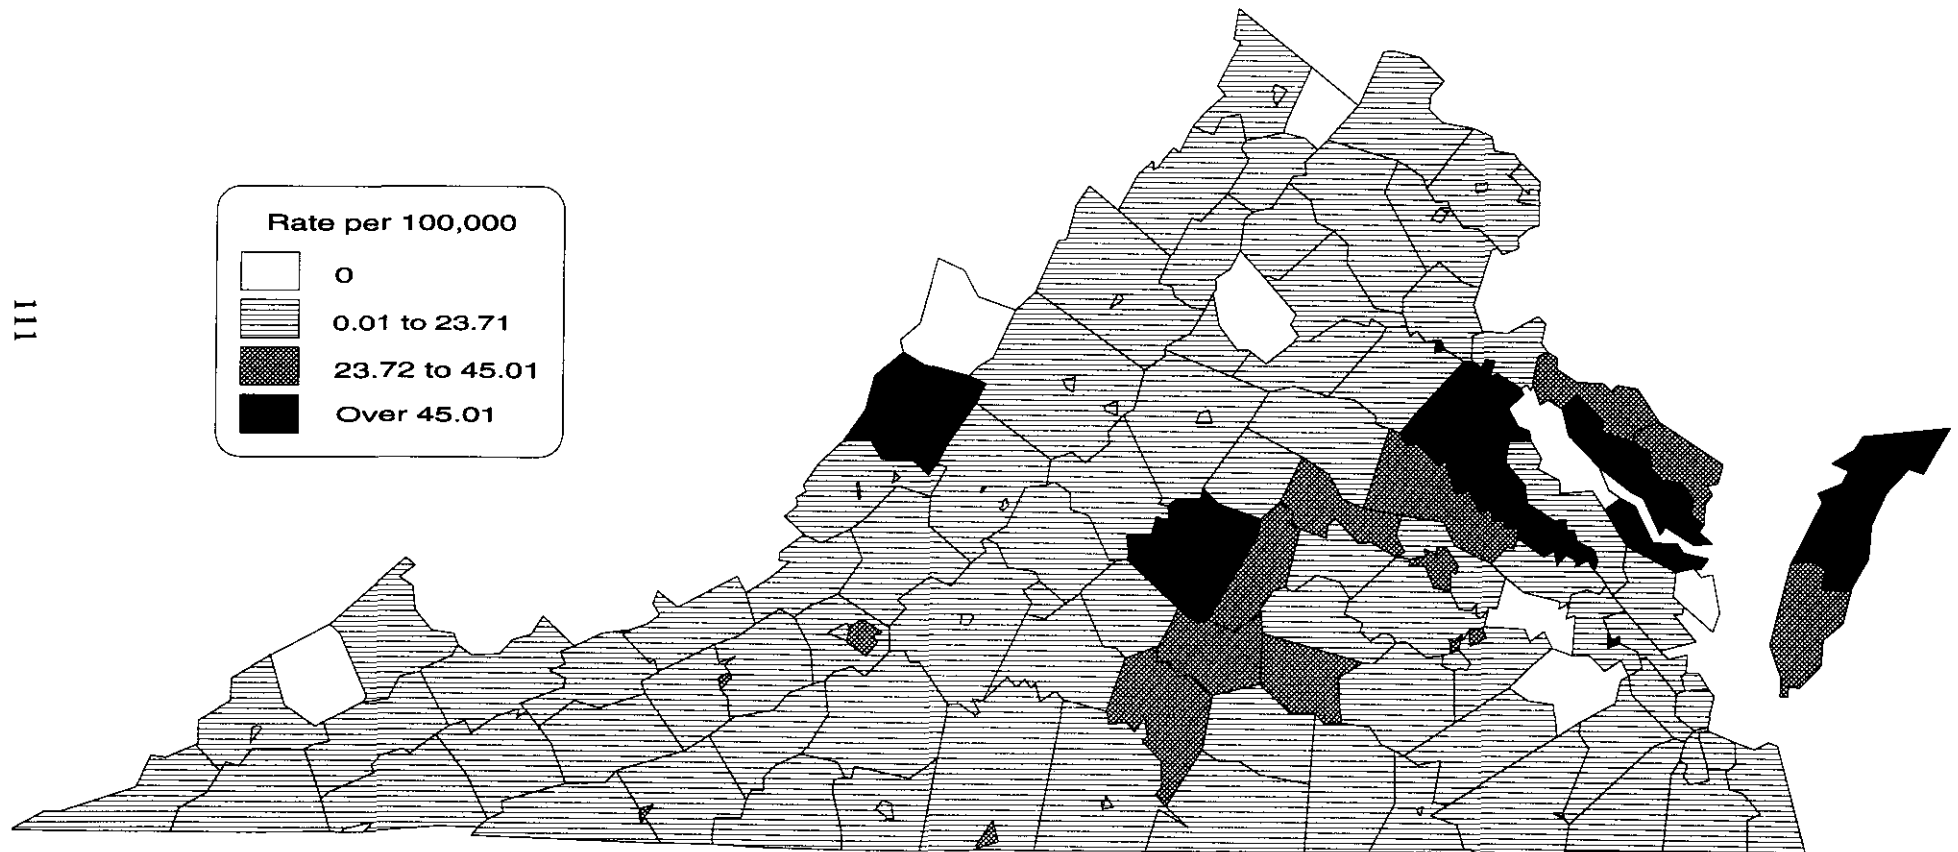 111
Rate per 100,000
0
0.01 to 23.71
23.72 to 45.01
Over 45.01